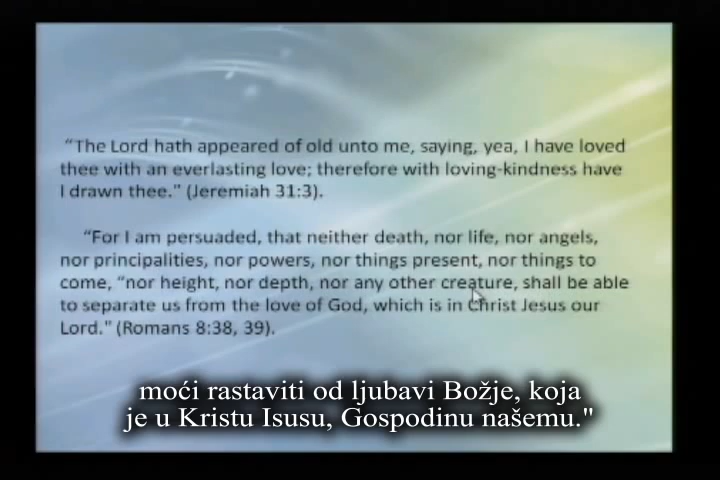 “The Lord hath appeared of old unto me, saying, yea, I have loved
thee with an everlasting love; therefore with loving-kindness have
I drawn thee.” (Jeremiah 31:3).
“For I am persuaded, that neither death, nor life, nor angels,
nor principalities, nor powers, nor things present, nor things to
come, “nor height, nor depth, nor any other creature, shall be able
to separate us from the love of God, which is in Christ Jesus our
Lord.” (Romans 8:38, 39).
moći rastaviti od ljubavi Božje, koja
je u Kristu Isusu, Gospodinu našemu."